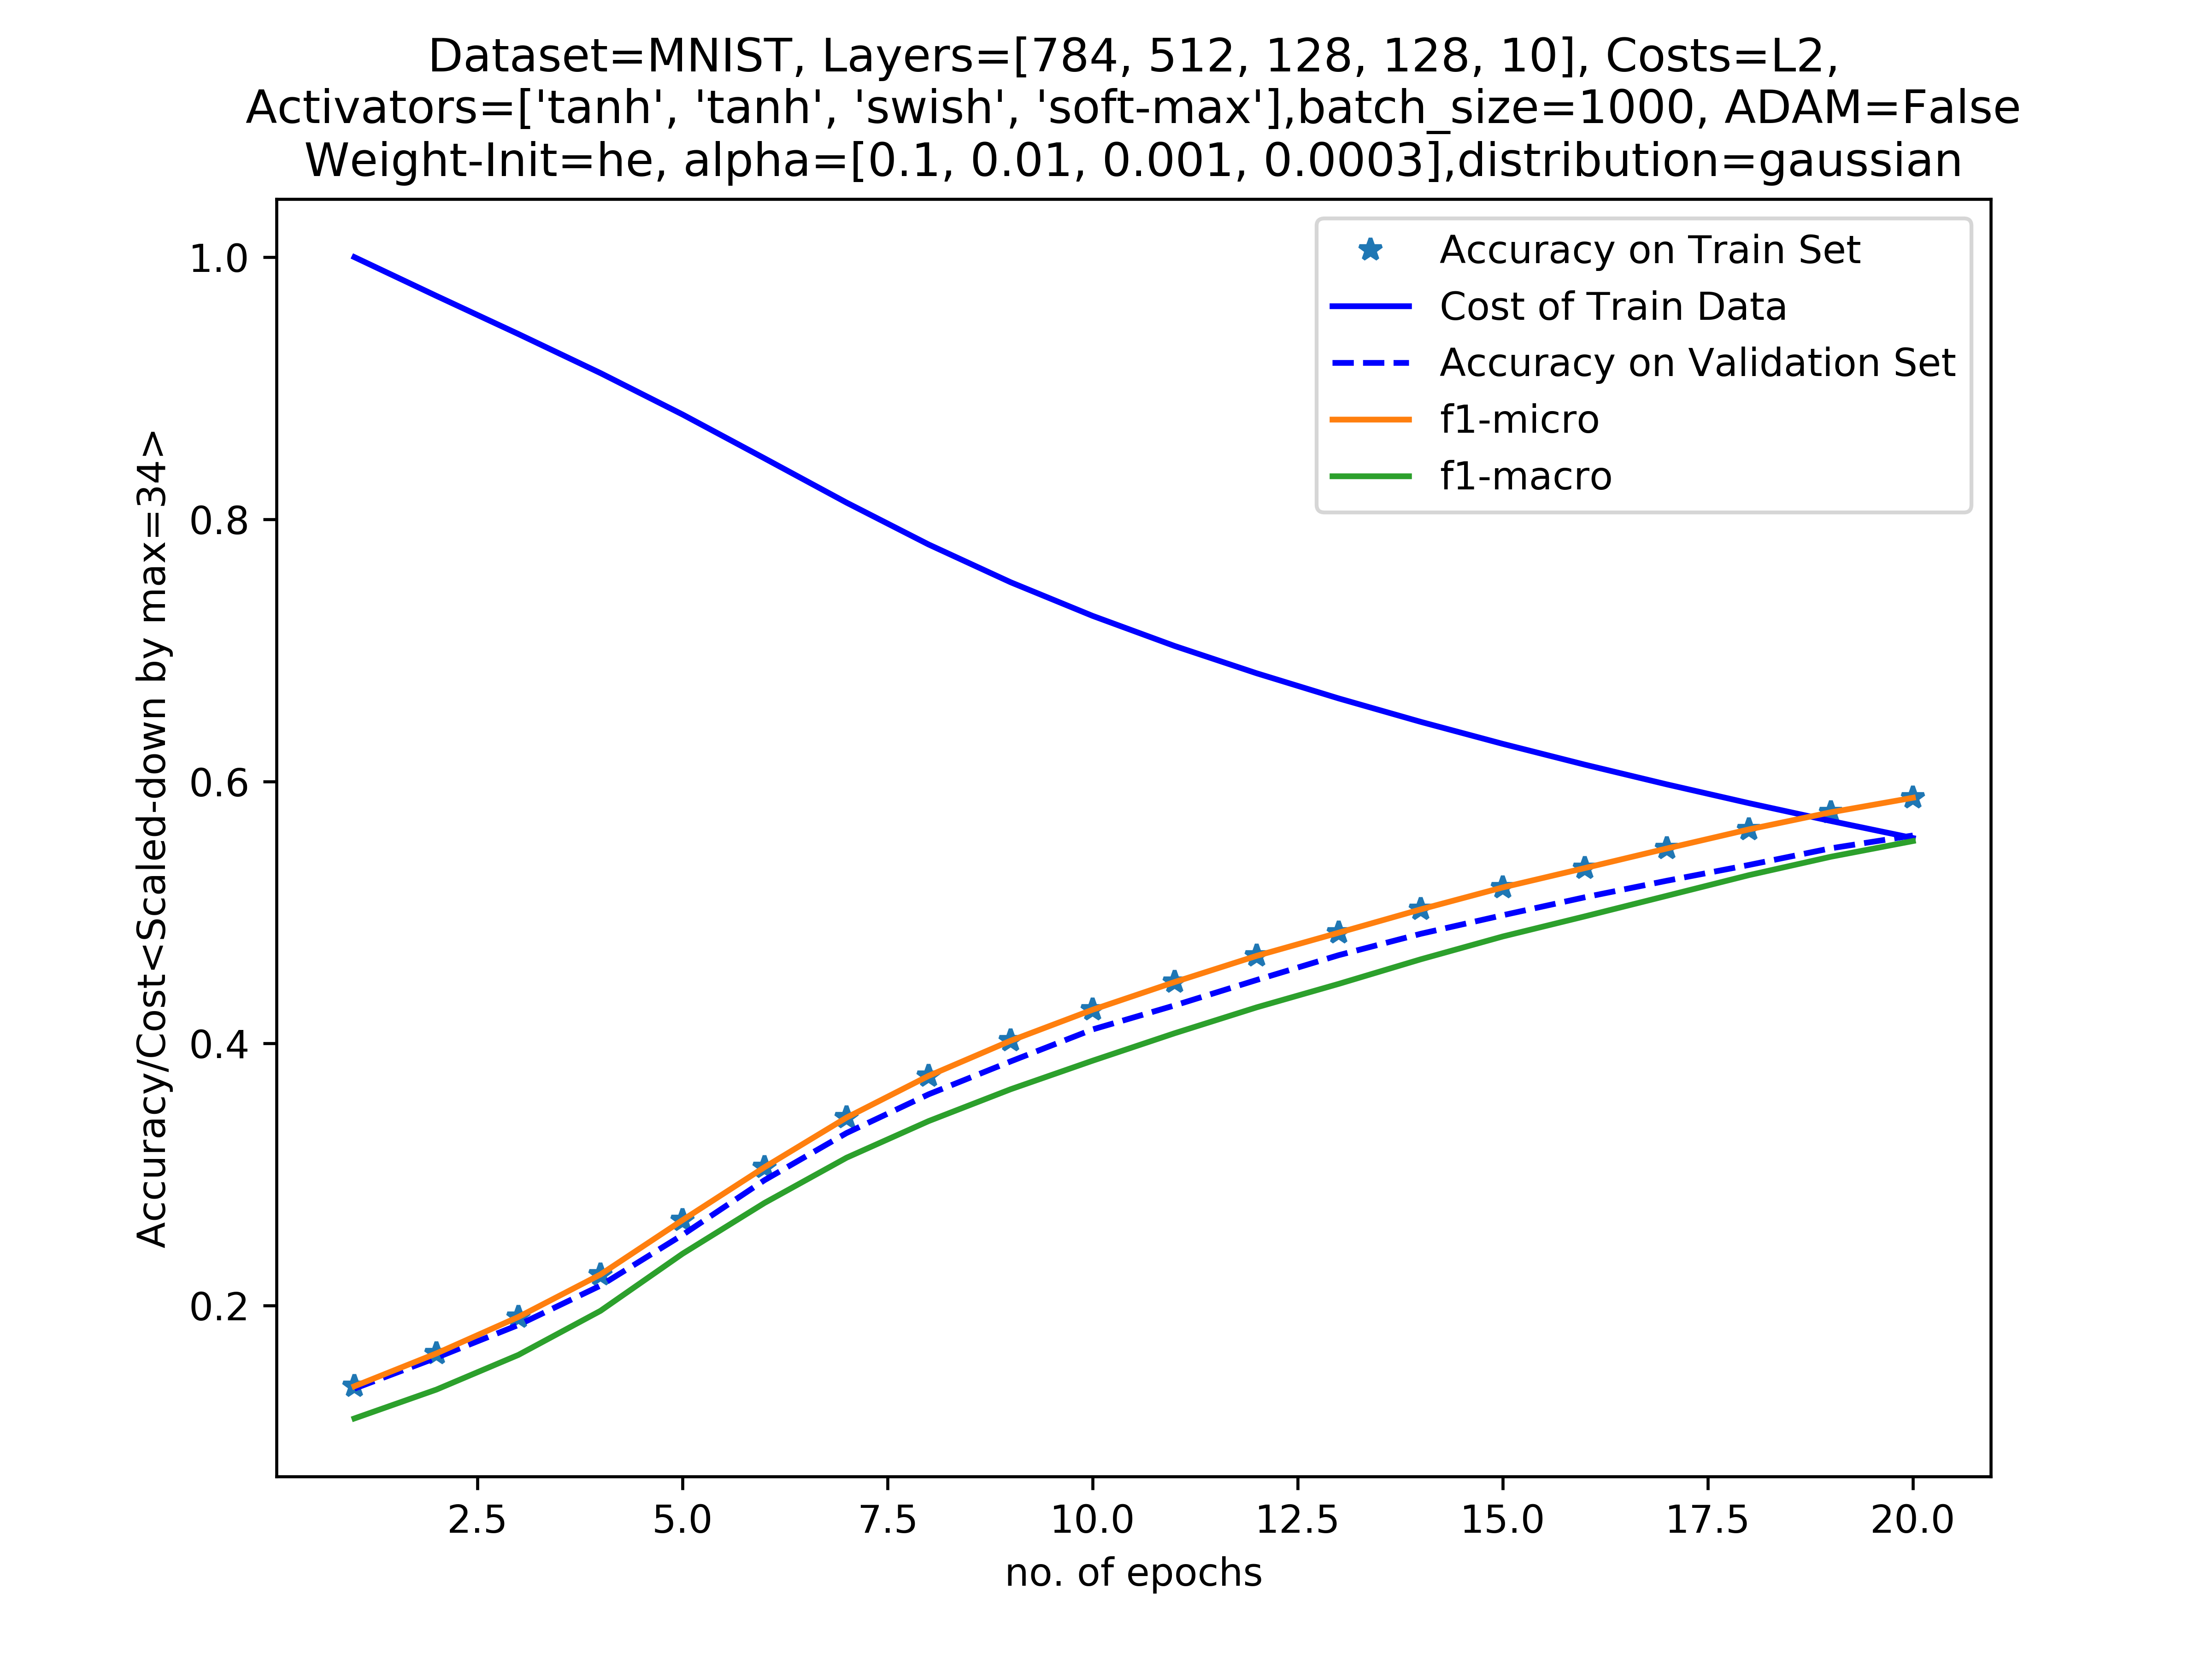 Dataset=MNIST, Layers=[784, 512, 128, 128, 10], Costs=L2,
Activators=['tanh', 'tanh', 'swish', 'soft-max'],batch_size=1000, ADAM=False
Weight-Init=he, alpha=[0.1, 0.01, 0.001, 0.0003],distribution=gaussian
Accuracy on Train Set
Cost of Train Data
Accuracy on Validation Set
f1-micro
f1-macro
Accuracy/Cost<Scaled-down by max=34>
1.0
0.8
0.6
0.4
0.2
2.5 5.0 7.5 10.0 12.5 15.0 17.5 20.0
no. of epochs